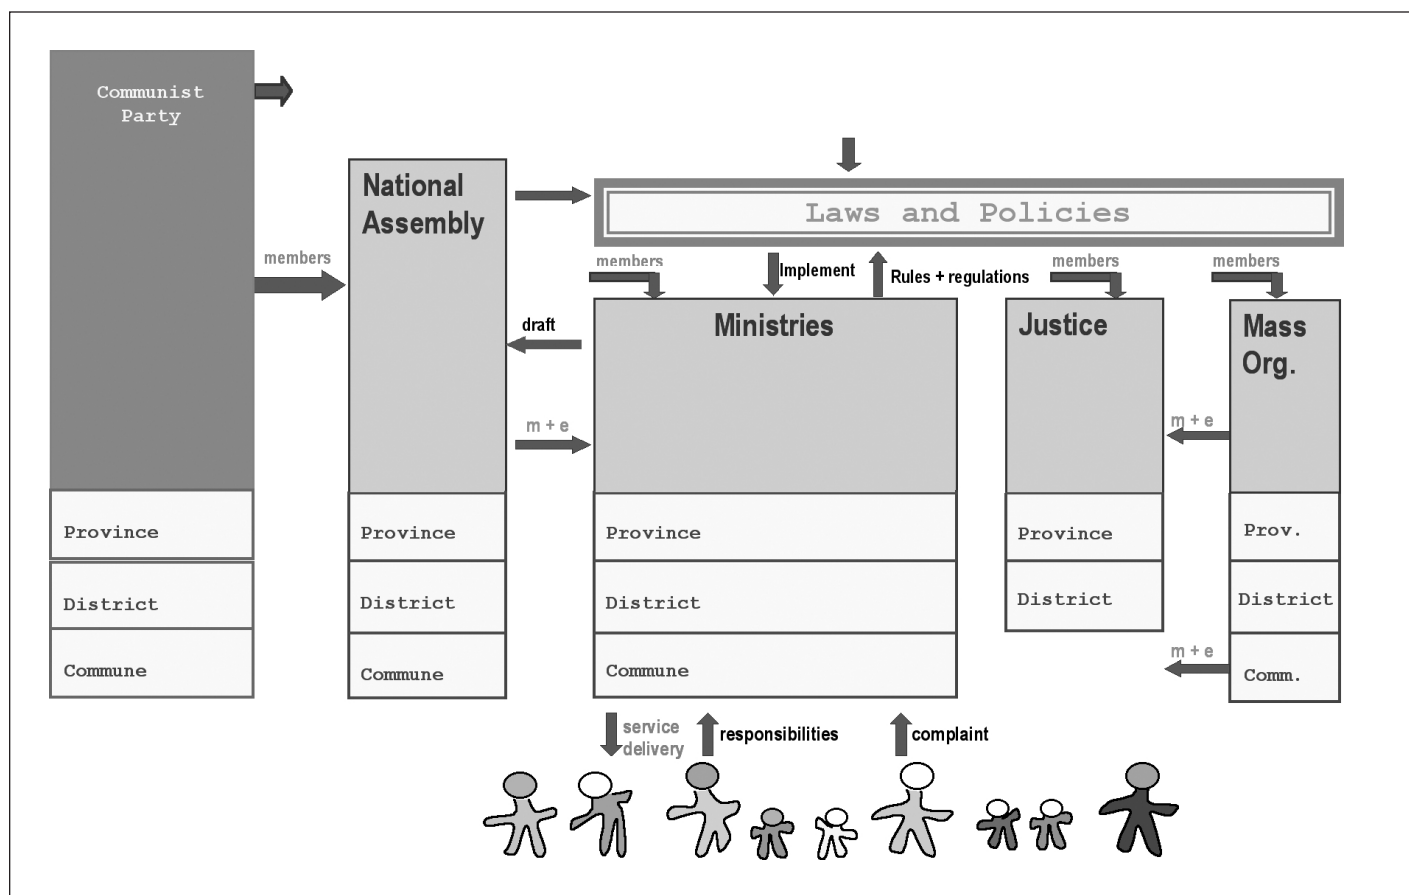 Communist
Party
National
Assembly
Laws and Policies
members
members
Implement
Rules + regulations
members
members
Ministries
Justice
Mass
Org.
draft
m + e
m + e
Province
Province
Province
Province
Prov.
District
District
District
District
District
Commune
Commune
Commune
m + e
Comm.
service
delivery
responsibilities
complaint